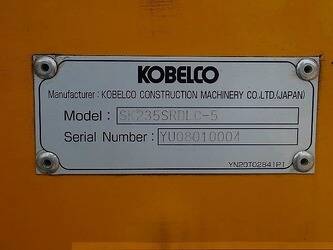 KOBELCO
Manufacturer: KOBELCO CONSTRUCTION MACHINERY CO.LTD.(JAPAN)
Model: SK235SRDLC-5
Serial Number: YU08010004
YN20T02841P1